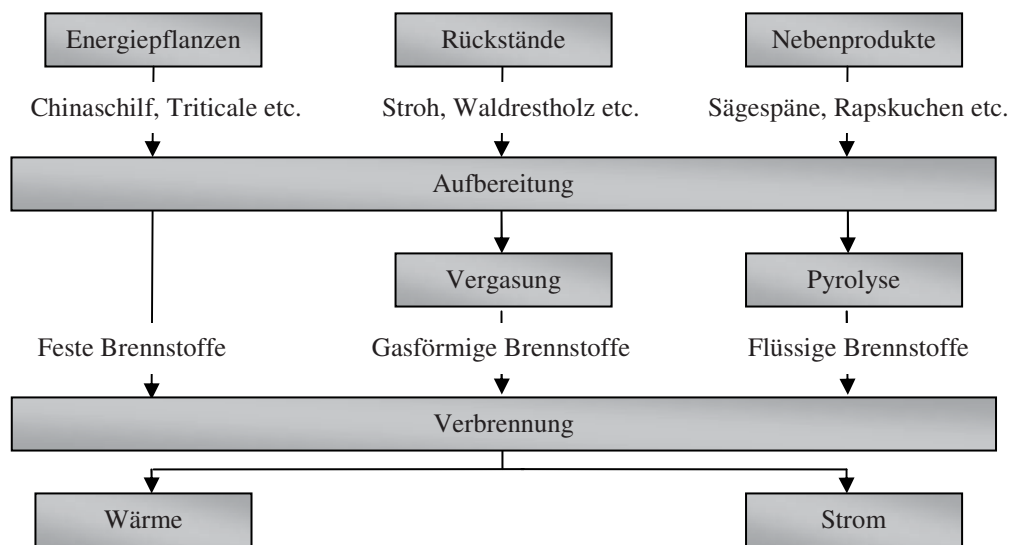 Energiepflanzen Rückstände Nebenprodukte
Chinaschilf, Triticale etc. Stroh, Waldrestholz etc. Sägespäne, Rapskuchen etc.
Aufbereitung
Vergasung Pyrolyse
Feste Brennstoffe Gasförmige Brennstoffe Flüssige Brennstoffe
Verbrennung
Wärme Strom